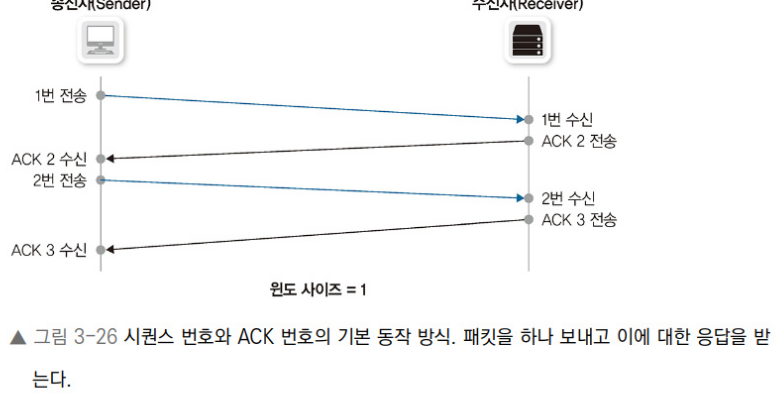 송신자(Sender) 수신자(Receiver)
1번 전송
1번 수신
ACK 2 전송
ACK 2 수신
2번 전송
2번 수신
ACK 3 전송
ACK 3 수신
윈도 사이즈 = 1
▲ 그림 3-26 시퀀스 번호와 ACK 번호의 기본 동작 방식. 패킷을 하나 보내고 이에 대한 응답을 받
는다.